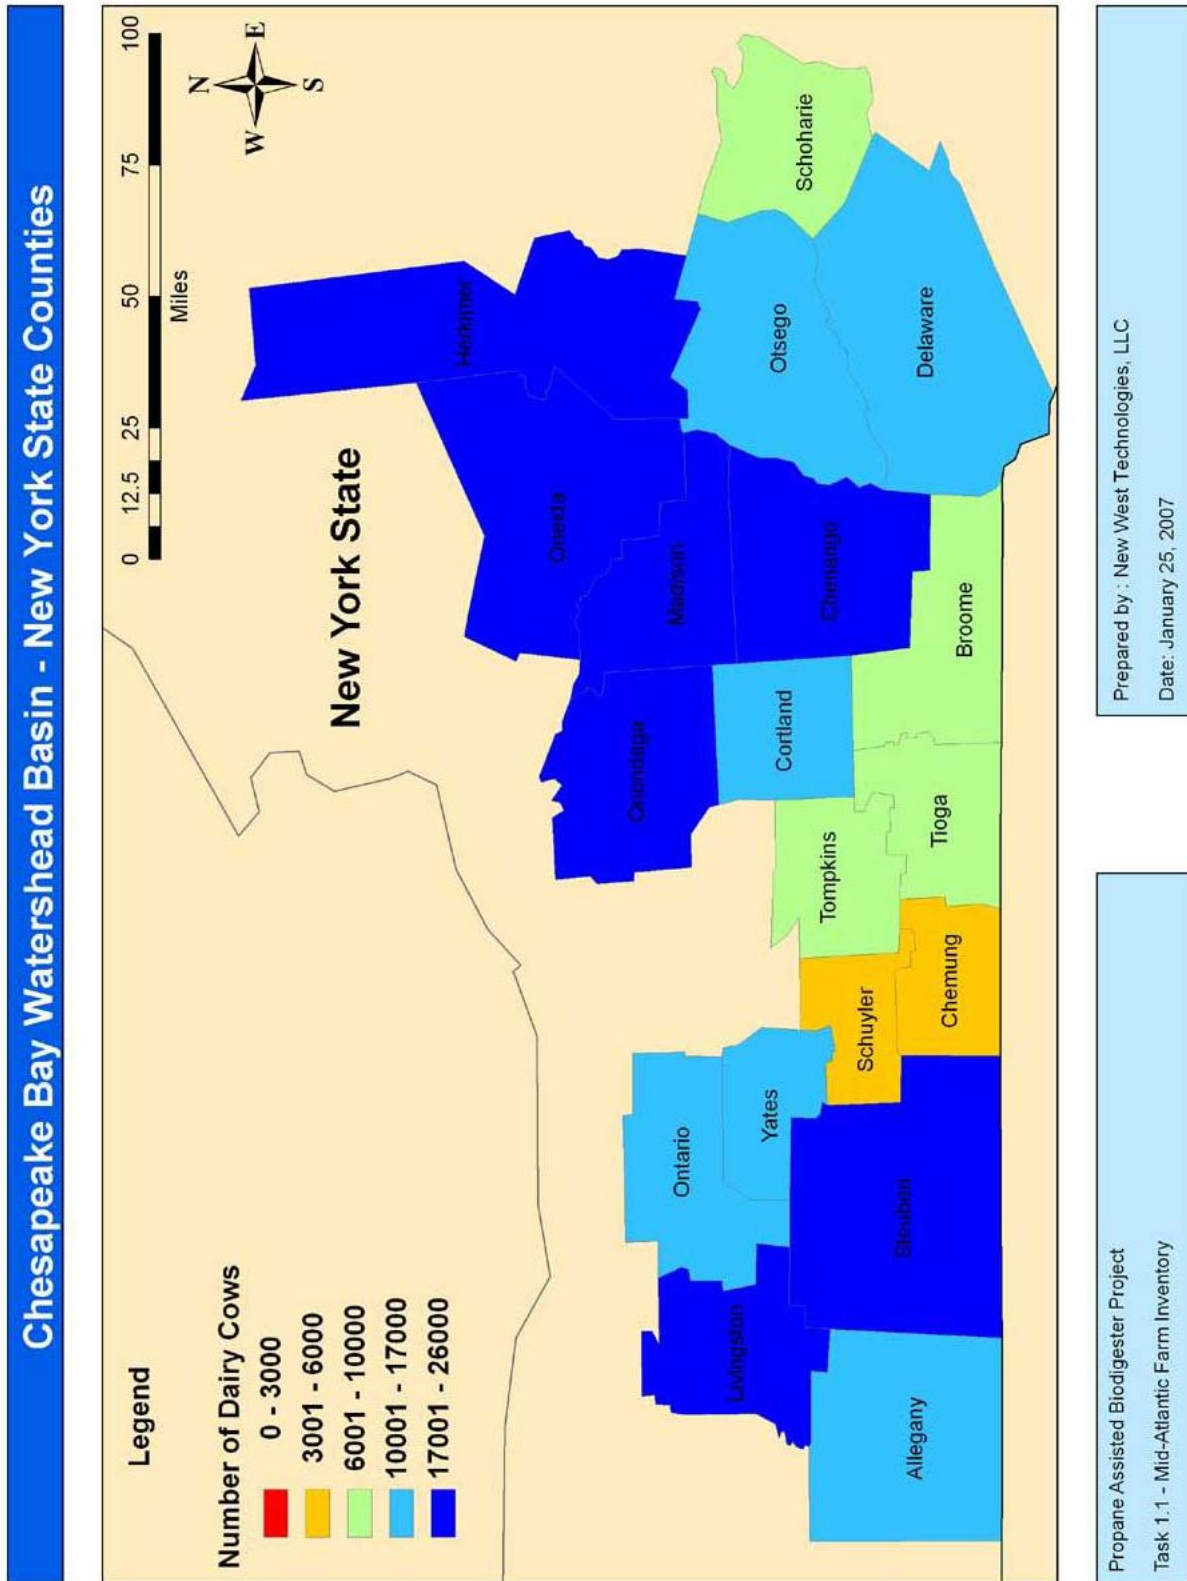 Chesapeake Bay Watershed Basin - New York State Counties
Legend
Number of Dairy Cows
0 - 3000
3001 - 6000
6001 - 10000
10001 - 17000
17001 - 26000
0 12.5 25 50 75 100
Miles
N
W E
S
New York State
Herkimer
Oneida
Onondaga
Madison
Ontario
Livingston
Yates
Cortland
Otsego
Schoharie
Tompkins
Chenango
Schuyler
Steuben
Allegany
Chemung
Tioga
Broome
Delaware
Propane Assisted Biodigester Project
Task 1.1 - Mid-Atlantic Farm Inventory
Prepared by : New West Technologies, LLC
Date: January 25, 2007